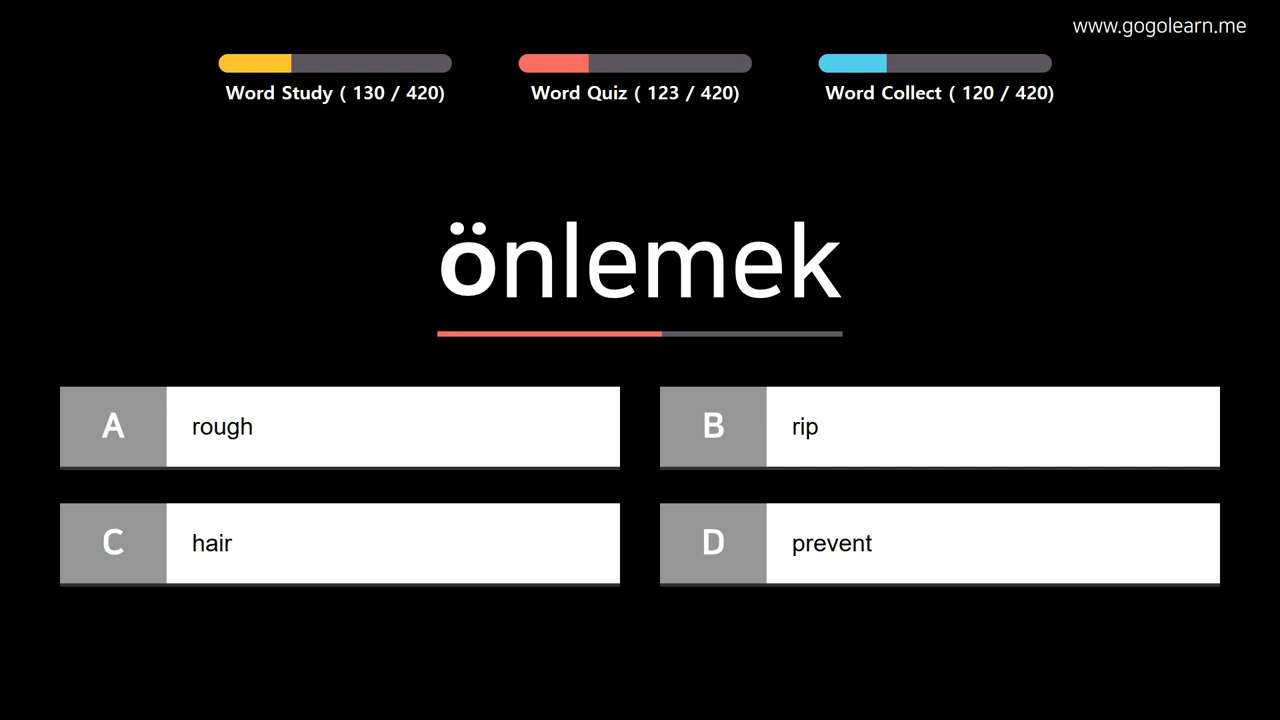 www.gogolearn.me
Word Study ( 130 / 420)
Word Quiz ( 123 / 420)
Word Collect ( 120 / 420)
önlemek
A rough
B rip
C hair
D prevent